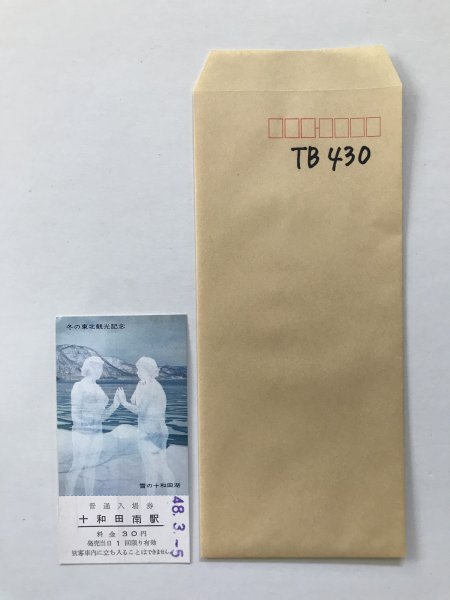 TB 430
冬の東北観光記念
雪の十和田湖
普通入場券
十和田南駅
料金30円
発売当日1回限り有効
旅客車内に立ち入ることはできません。
48.3.-5